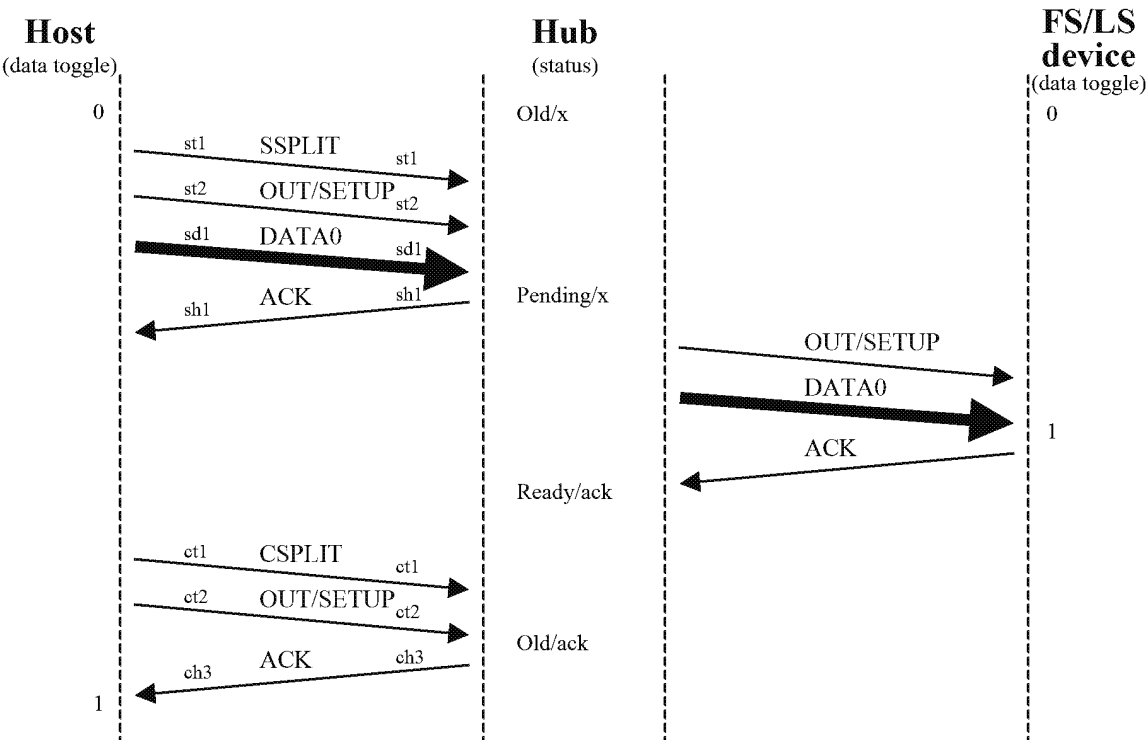 Host
(data toggle)
Hub
(status)
FS/LS
device
(data toggle)
0
Old/x
0
st1 SSPLIT st1
st2 OUT/SETUP st2
sd1 DATA0 sd1
ACK sh1
sh1
Pending/x
OUT/SETUP
DATA0
1
ACK
Ready/ack
ct1 CSPLIT ct1
ct2 OUT/SETUP ct2
Old/ack
ACK ch3
ch3
1